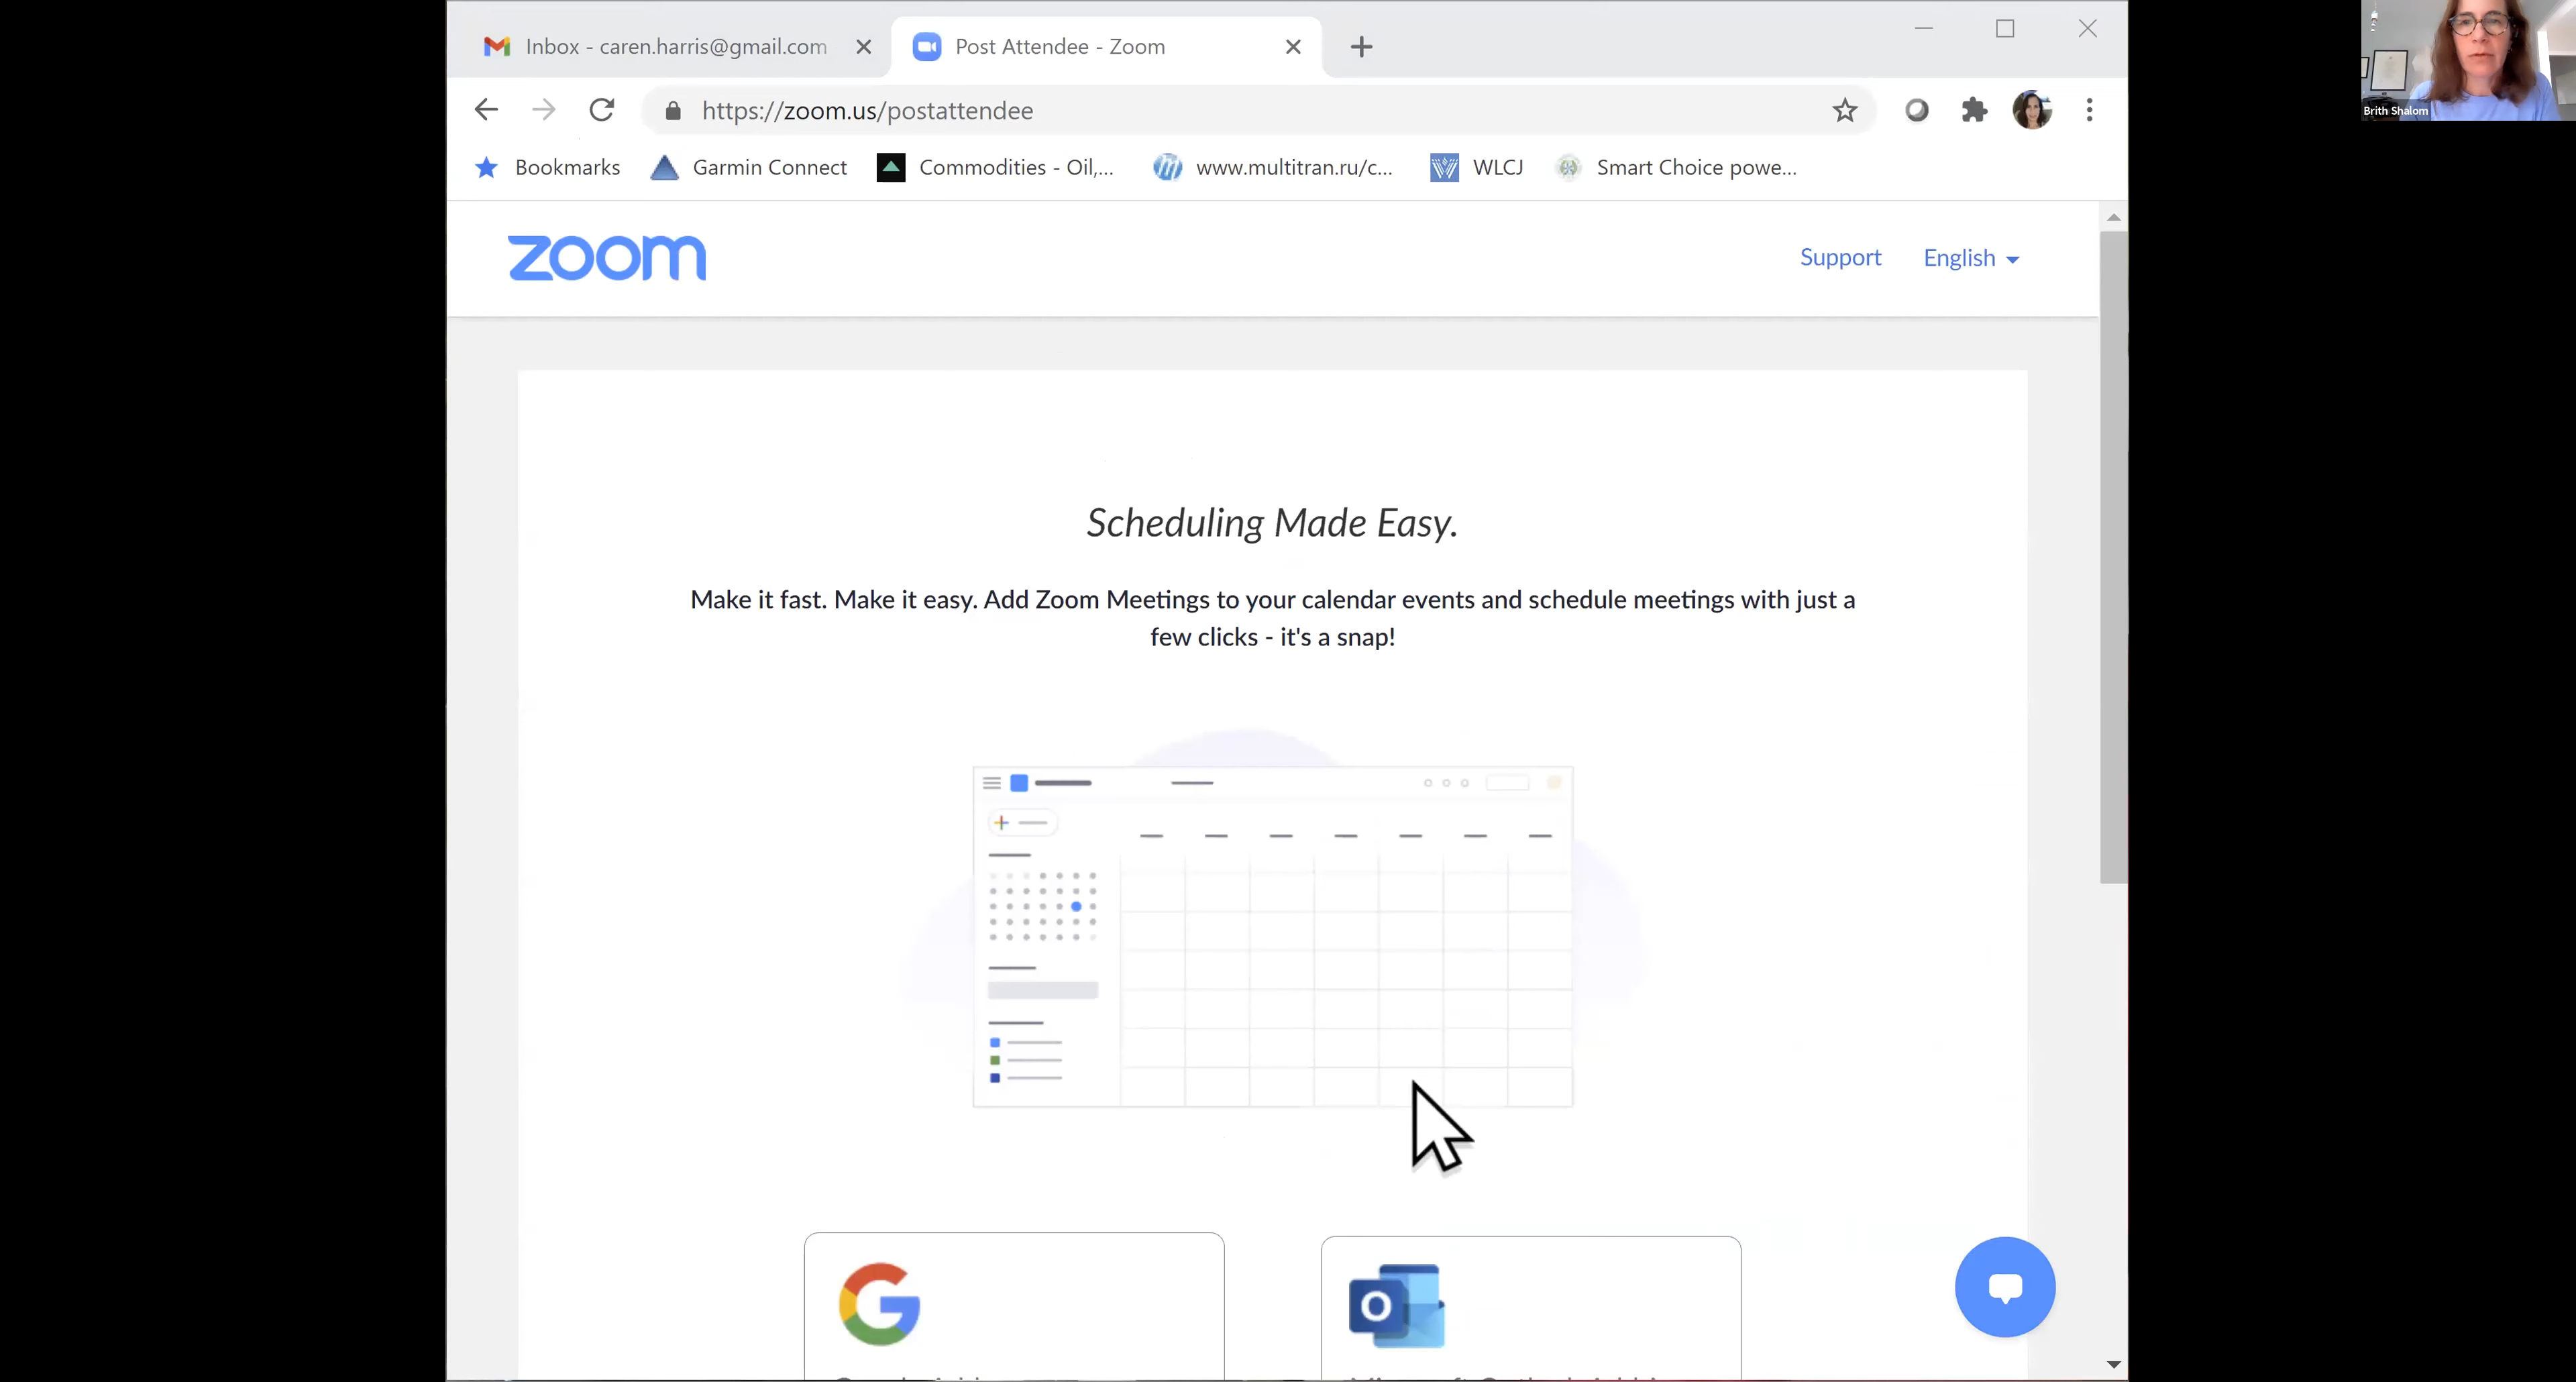 Inbox - caren.harris@gmail.com
Post Attendee - Zoom
https://zoom.us/postattendee
Bookmarks
Garmin Connect
Commodities - Oil,...
www.multitran.ru/c...
WLCJ
Smart Choice powe...
Brith Shalom
zoom
Support
English
Scheduling Made Easy.
Make it fast. Make it easy. Add Zoom Meetings to your calendar events and schedule meetings with just a
few clicks - it's a snap!